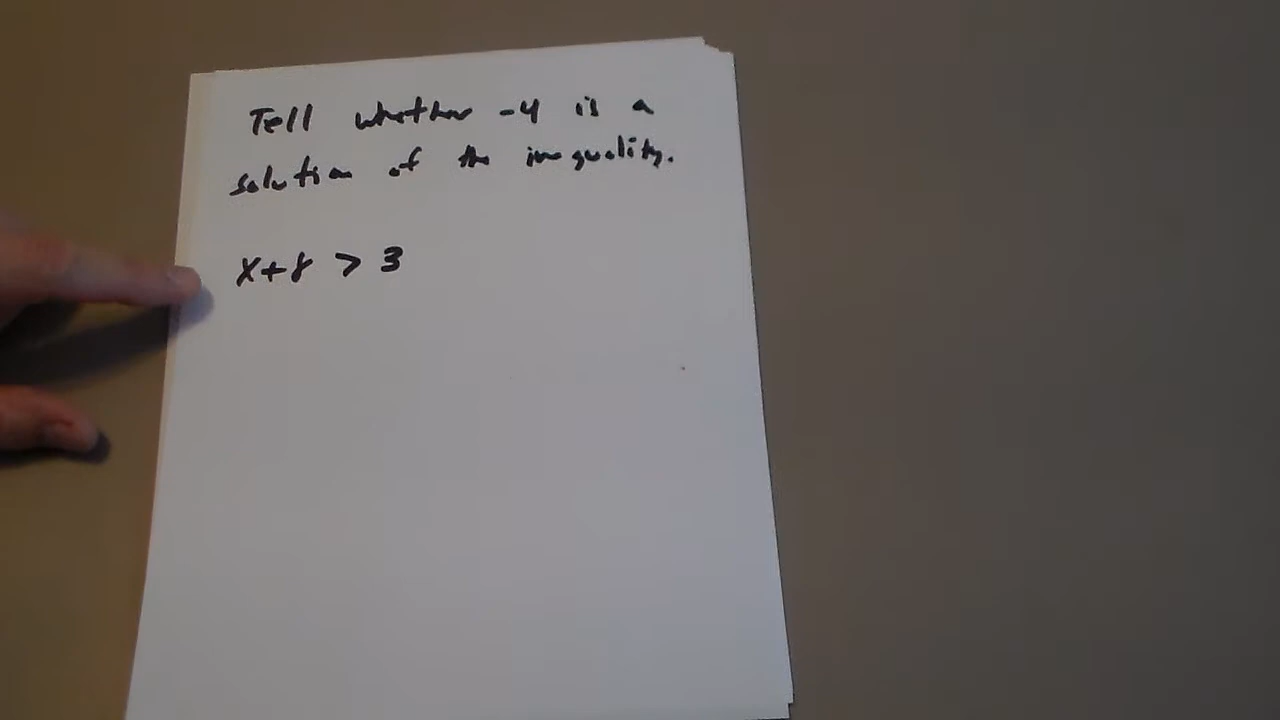 Tell whether -4 is a
solution of the inequality.
x+8 > 3